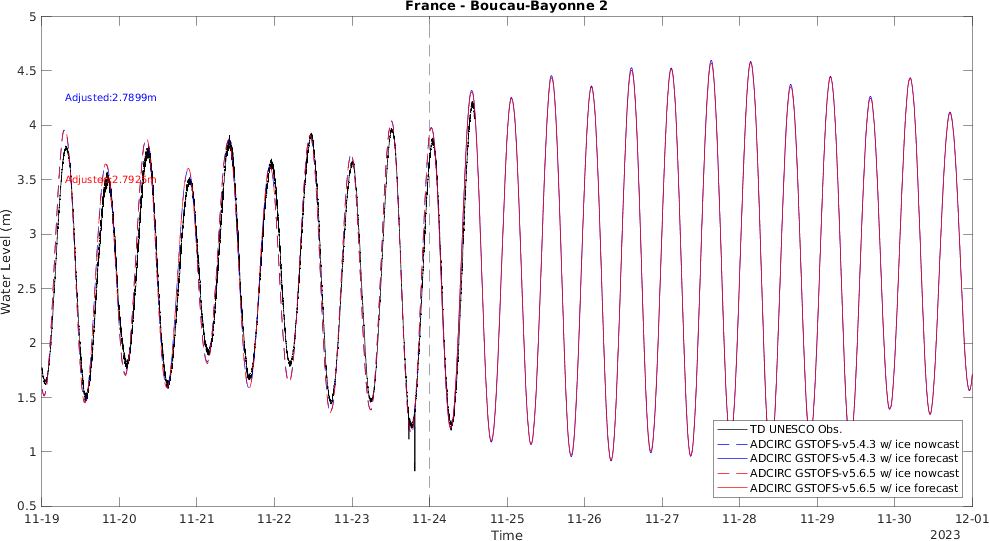 France - Boucau-Bayonne 2
5
4.5
4
3.5
3
2.5
2
1.5
1
0.5
Water Level (m)
Adjusted:2.7899m
Adjusted:2.7925m
TD UNESCO Obs.
ADCIRC GSTOFS-v5.4.3 w/ ice nowcast
ADCIRC GSTOFS-v5.4.3 w/ ice forecast
ADCIRC GSTOFS-v5.6.5 w/ ice nowcast
ADCIRC GSTOFS-v5.6.5 w/ ice forecast
11-19 11-20 11-21 11-22 11-23 11-24 11-25 11-26 11-27 11-28 11-29 11-30 12-01
Time
2023